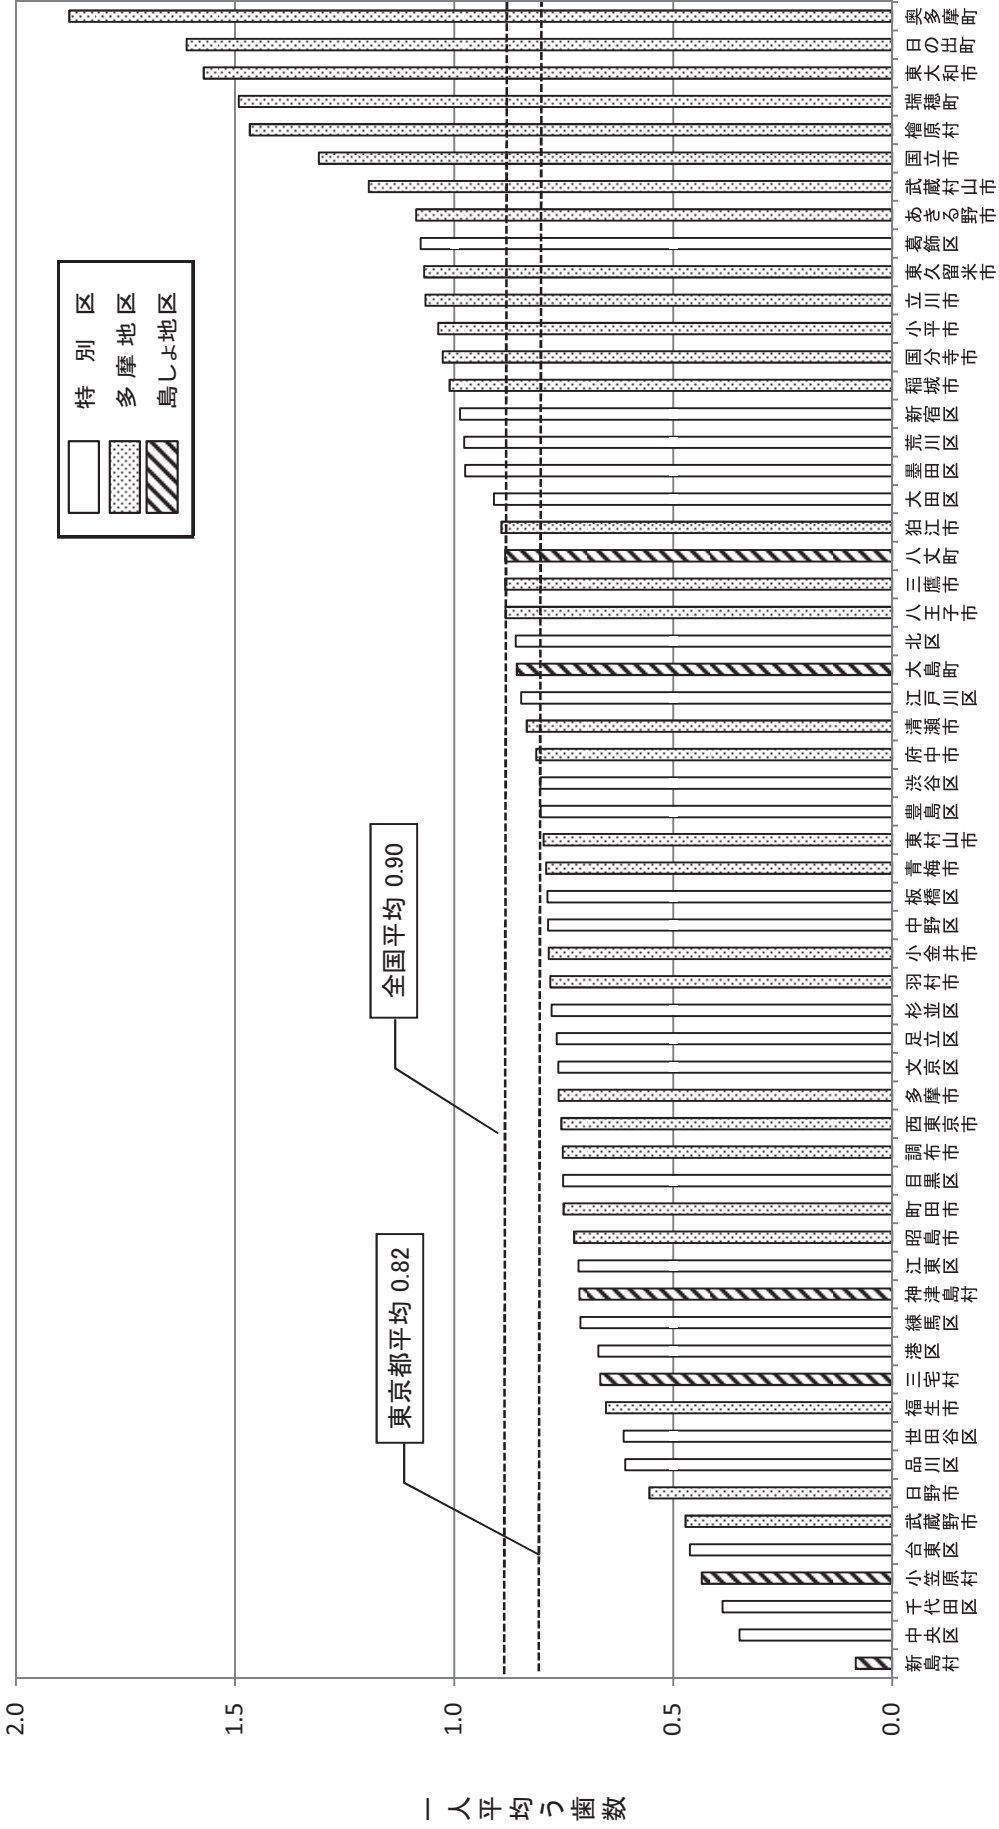 一人平均う歯数
2.0
1.5
1.0
0.5
0.0
特別区
多摩地区
島しょ地区
全国平均 0.90
東京都平均 0.82
新島村
中央区
千代田区
小笠原村
台東区
武蔵野市
日野市
品川区
世田谷区
福生市
三宅村
港区
練馬区
神津島村
江東区
昭島市
町田市
目黒区
調布市
西東京市
多摩市
文京区
足立区
杉並区
羽村市
小金井市
中野区
板橋区
青梅市
東村山市
豊島区
渋谷区
府中市
清瀬市
江戸川区
大島町
北区
八王子市
三鷹市
八丈町
狛江市
大田区
墨田区
荒川区
新宿区
稲城市
国分寺市
小平市
立川市
東久留米市
葛飾区
あきる野市
武蔵村山市
国立市
檜原村
瑞穂町
東大和市
日の出町
奥多摩町